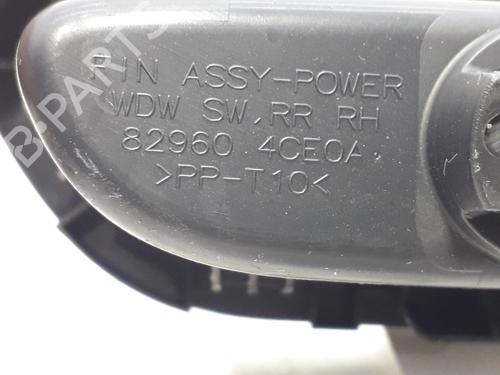 B-PARTS
FIN ASSY-POWER
WDW SW, RR RH
82960 4CE0A
>PP-T10<